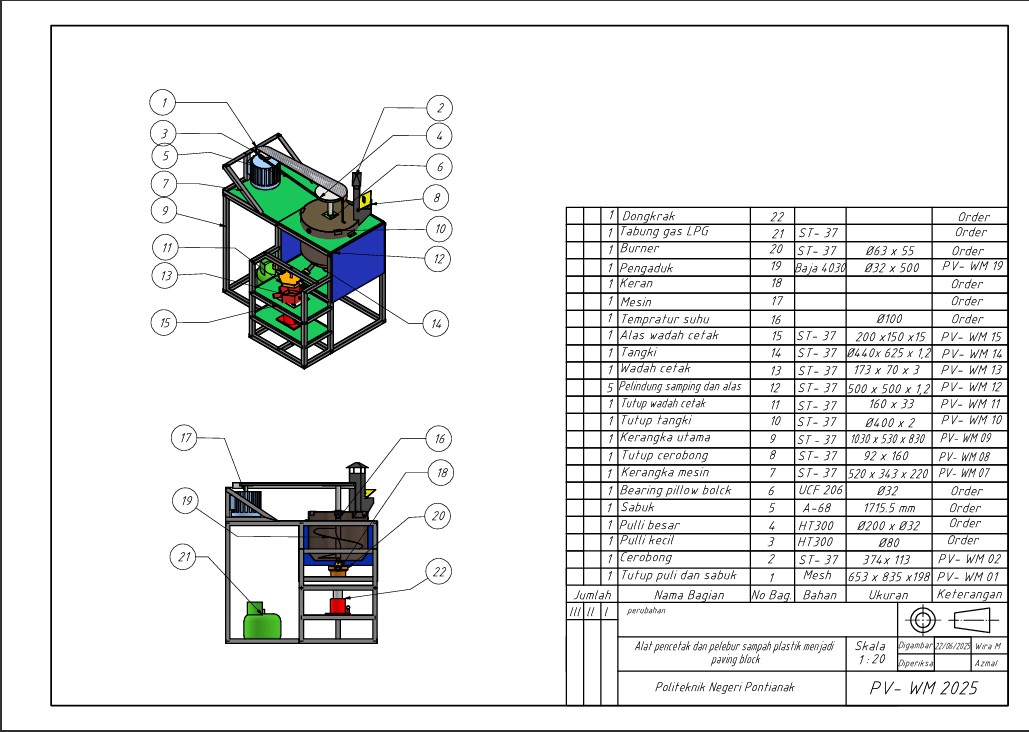 1
2
3
4
5
6
7
8
9
10
11
12
13
14
15
17
16
18
19
20
21
22
1 Dongkrak 22 Order
1 Tabung gas LPG 21 ST- 37 Order
1 Burner 20 ST- 37 Ø63 x 55 Order
1 Pengaduk 19 Baja 4030 Ø32 x 500 PV- WM 19
1 Keran 18 Order
1 Mesin 17 Order
1 Tempratur suhu 16 Ø100 Order
1 Alas wadah cetak 15 ST- 37 200 x150 x15 PV- WM 15
1 Tangki 14 ST- 37 Ø440x 625 x 1,2 PV- WM 14
1 Wadah cetak 13 ST- 37 173 x 70 x 3 PV- WM 13
5 Pelindung samping dan alas 12 ST- 37 500 x 500 x 1,2 PV- WM 12
1 Tutup wadah cetak 11 ST- 37 160 x 33 PV- WM 11
1 Tutup tangki 10 ST- 37 Ø400 x 2 PV- WM 10
1 Kerangka utama 9 ST - 37 1030 x 530 x 830 PV- WM 09
1 Tutup cerobong 8 ST- 37 92 x 160 PV- WM 08
1 Kerangka mesin 7 ST- 37 520 x 343 x 220 PV- WM 07
1 Bearing pillow bolck 6 UCF 206 Ø32 Order
1 Sabuk 5 A-68 1715.5 mm Order
1 Pulli besar 4 HT300 Ø200 x Ø32 Order
1 Pulli kecil 3 HT300 Ø80 Order
1 Cerobong 2 ST- 37 374x 113 PV- WM 02
1 Tutup puli dan sabuk 1 Mesh 653 x 835 x198 PV- WM 01
Jumlah Nama Bagian No Bag. Bahan Ukuran Keterangan
III II I perubahan
Alat pencetak dan pelebur sampah plastik menjadi
paving block
Skala
1 : 20
Digambar 22/06/2025 Wira M
Diperiksa Azmal
Politeknik Negeri Pontianak PV- WM 2025